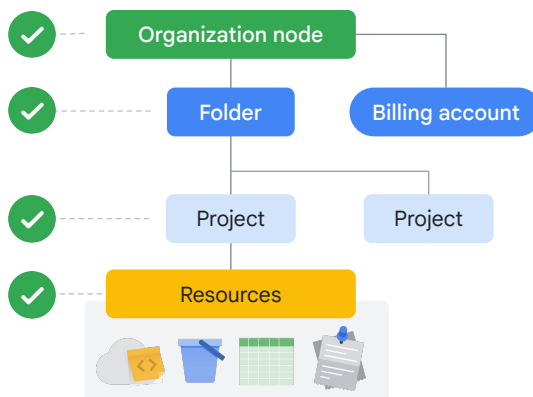 Organization node
Folder
Billing account
Project
Project
Resources